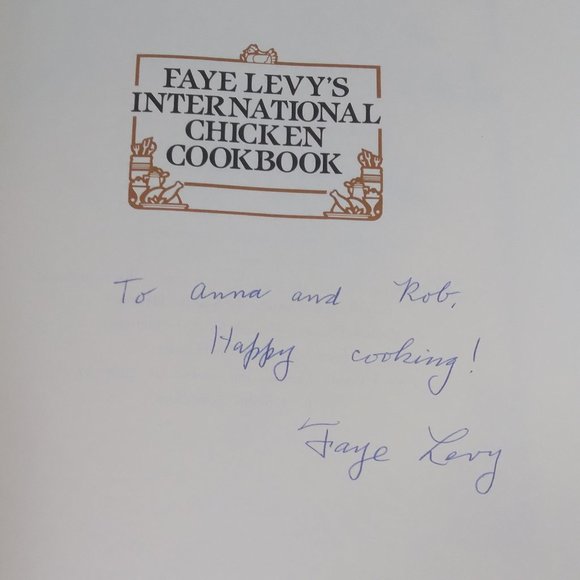 FAYE LEVY'S
INTERNATIONAL
CHICKEN
COOKBOOK
To Anna and Rob,
Happy cooking!
Faye Levy